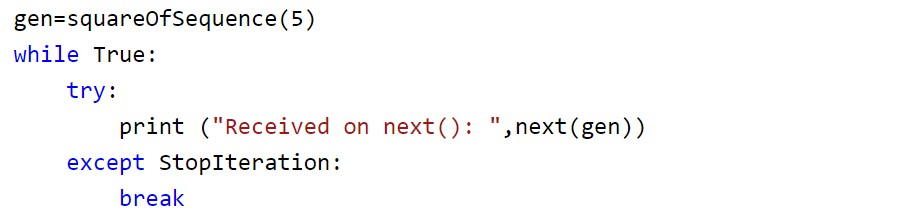 gen=squareOfSequence(5)
while True:
    try:
        print ("Received on next(): ",next(gen))
    except StopIteration:
        break